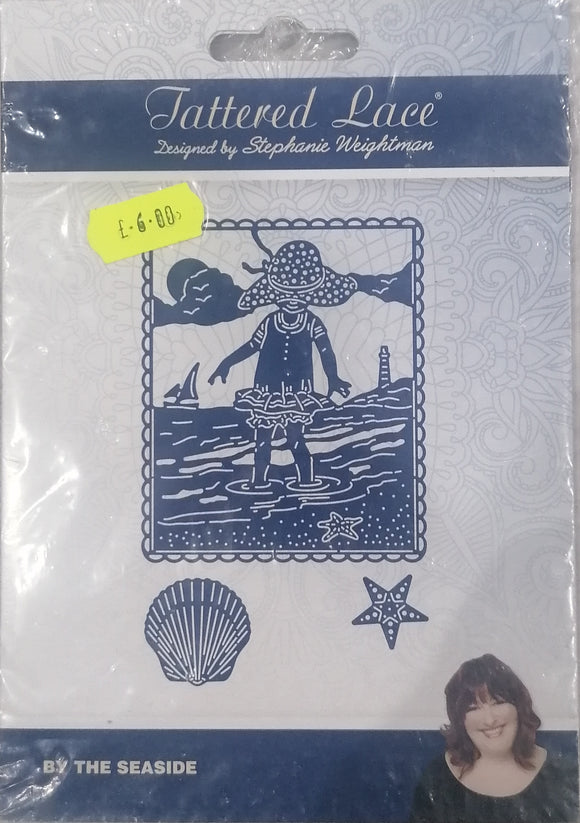 Tattered Lace®
Designed by Stephanie Weightman
£.6.00
BY THE SEASIDE